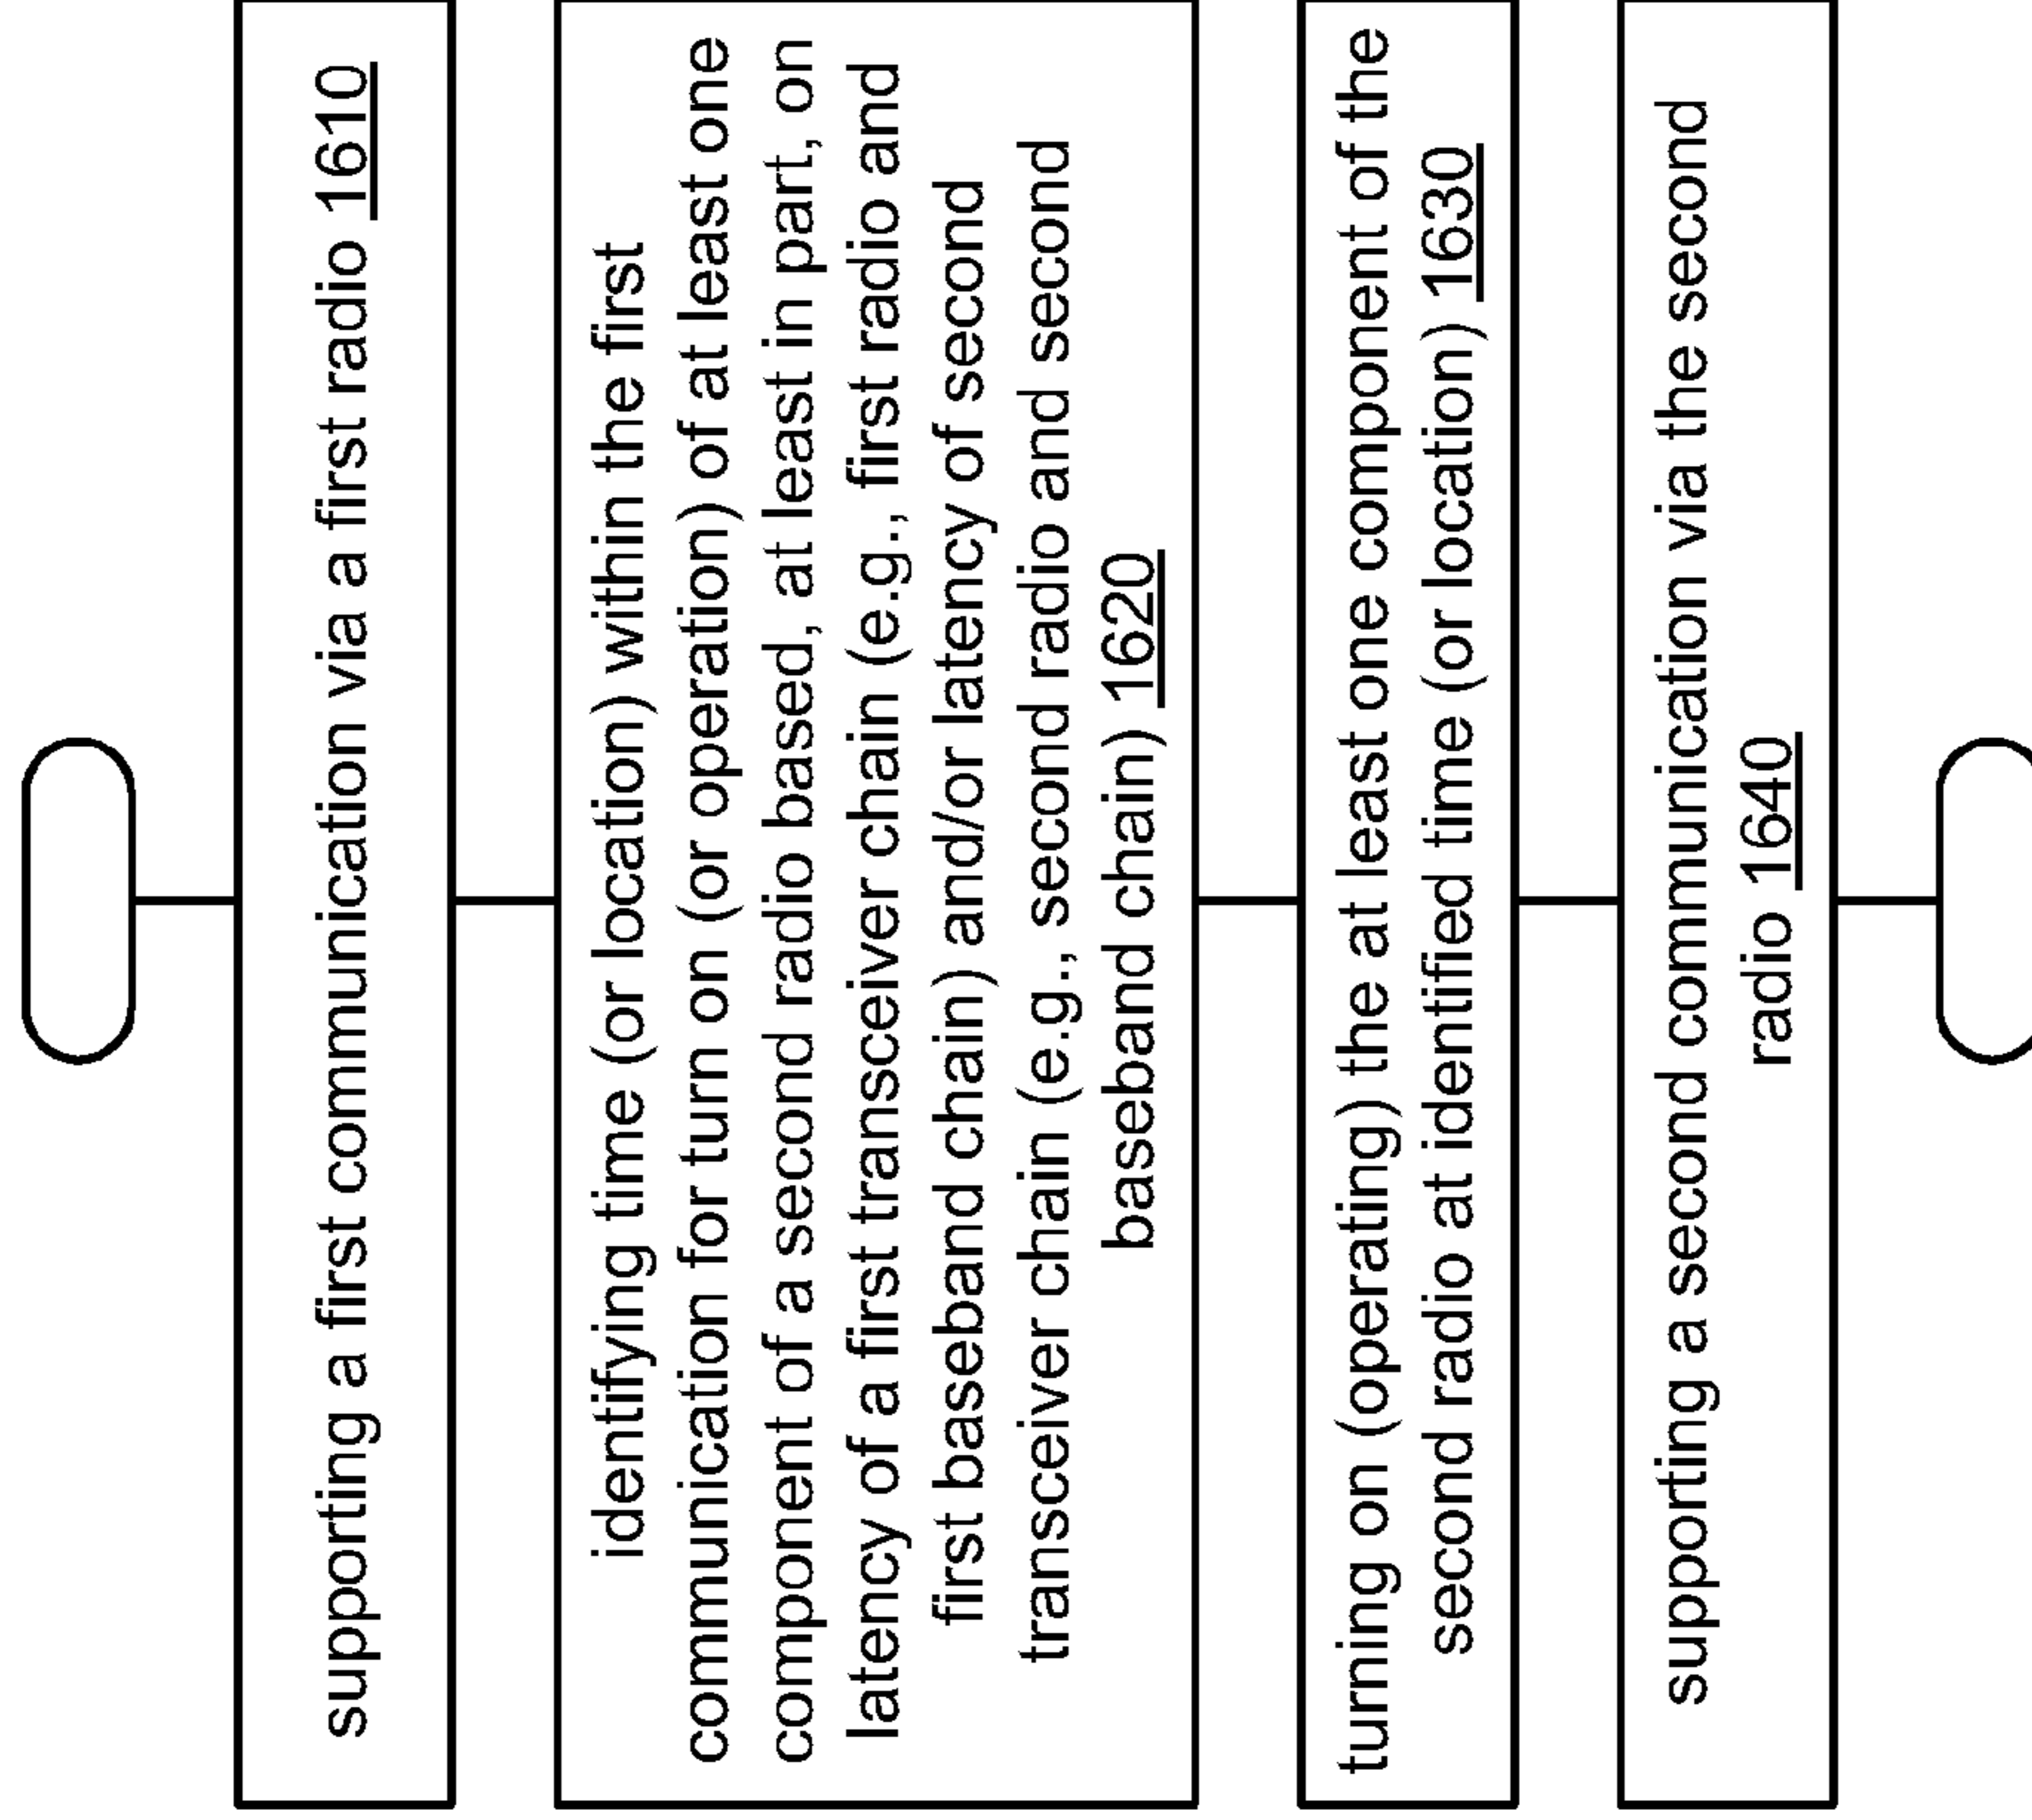 supporting a first communication via a first radio 1610
identifying time (or location) within the first
communication for turn on (or operation) of at least one
component of a second radio based, at least in part, on
latency of a first transceiver chain (e.g., first radio and
first baseband chain) and/or latency of second
transceiver chain (e.g., second radio and second
baseband chain) 1620
turning on (operating) the at least one component of the
second radio at identified time (or location) 1630
supporting a second communication via the second
radio 1640